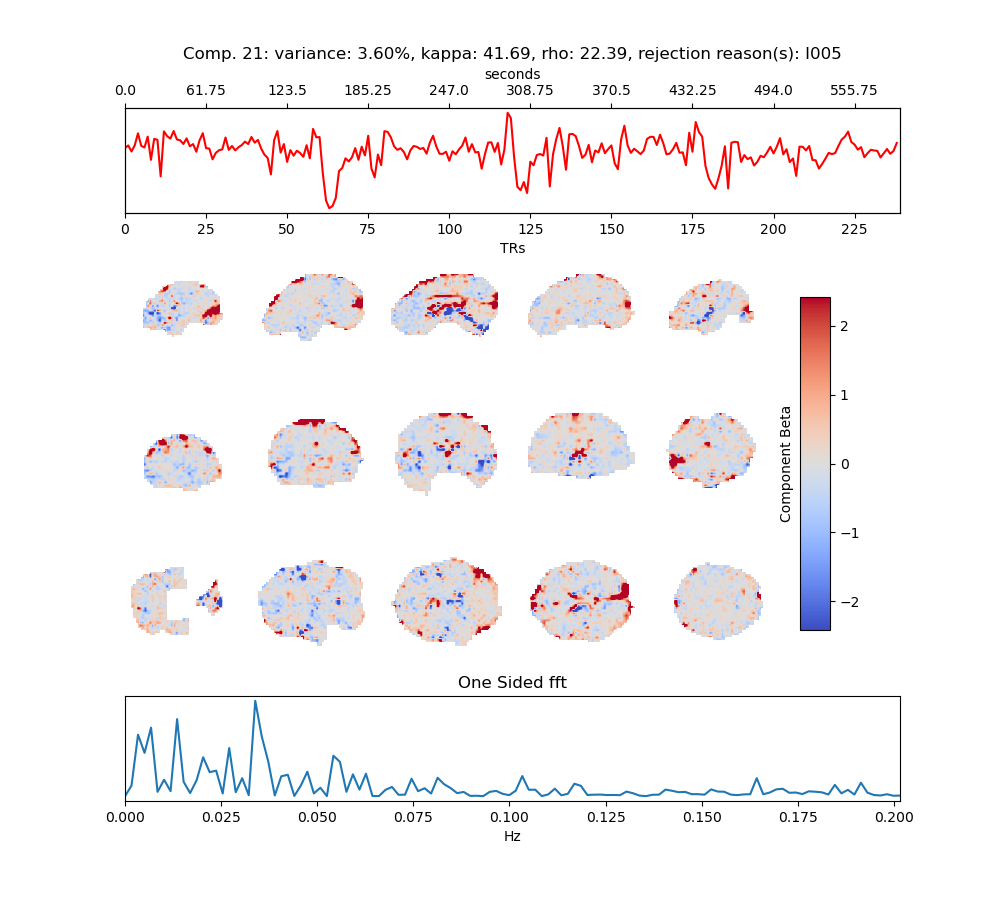 Comp. 21: variance: 3.60%, kappa: 41.69, rho: 22.39, rejection reason(s): I005
seconds
0.0 61.75 123.5 185.25 247.0 308.75 370.5 432.25 494.0 555.75
0 25 50 75 100 125 150 175 200 225
TRs
2
1
0
−1
−2
Component Beta
One Sided fft
0.000 0.025 0.050 0.075 0.100 0.125 0.150 0.175 0.200
Hz